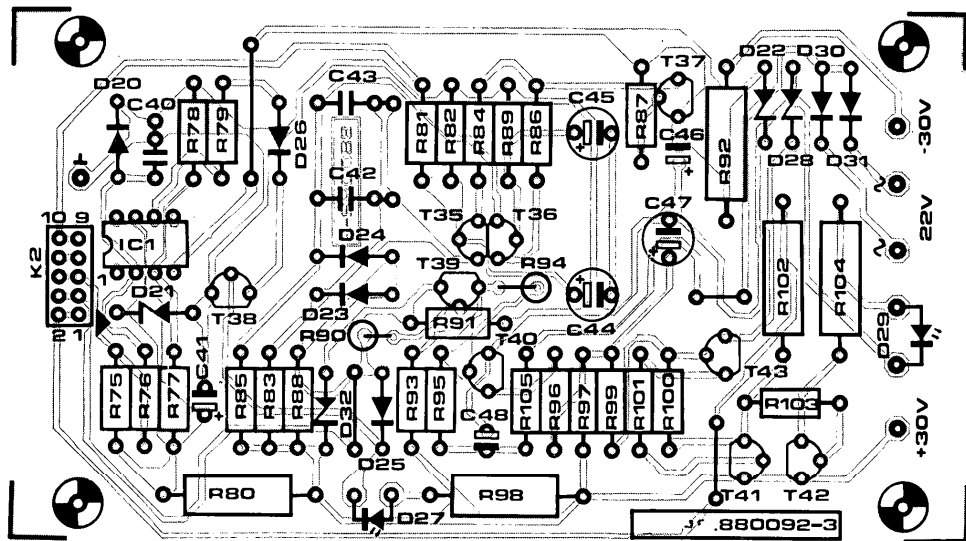 D20
C40
R78
R79
D26
C43
R81
R82
R84
R89
R86
C45
R87
T37
C46
R92
D22 D30
D28
D31
-30V
~
22V
~
+
C42
T35
T36
C47
10 9
K2
IC1
1
2 1
D21
T38
D24
D23
T39
R94
R90
R91
C44
R102
R104
D29
T40
T43
R75
R76
R77
C41
R85
R83
R88
D32
D25
R93
R95
C48
R105
R96
R97
R99
R101
R100
R103
+30V
T41
T42
R80
D27
R98
880092-3